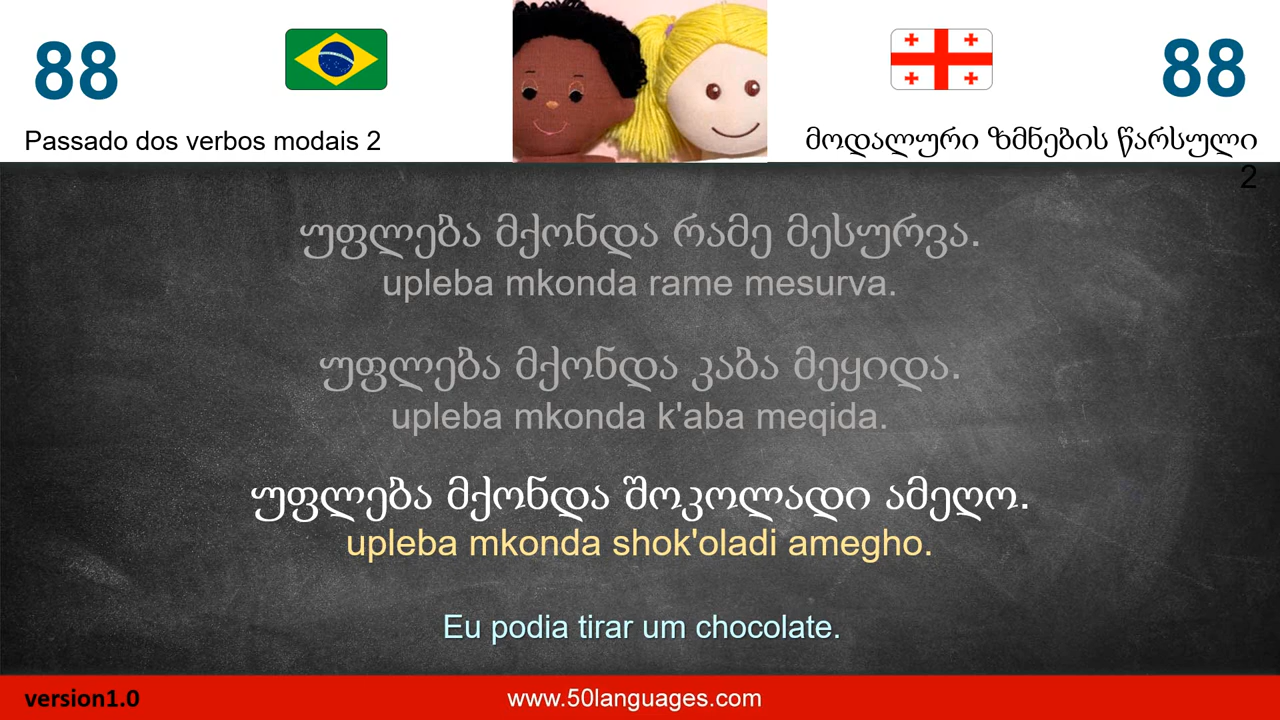 88
88
Passado dos verbos modais 2
მოდალური ზმნების წარსული
2
უფლება მქონდა რამე მესურვა.
upleba mkonda rame mesurva.
უფლება მქონდა კაბა მეყიდა.
upleba mkonda k'aba meqida.
უფლება მქონდა შოკოლადი ამეღო.
upleba mkonda shok'oladi amegho.
Eu podia tirar um chocolate.
version1.0
www.50languages.com